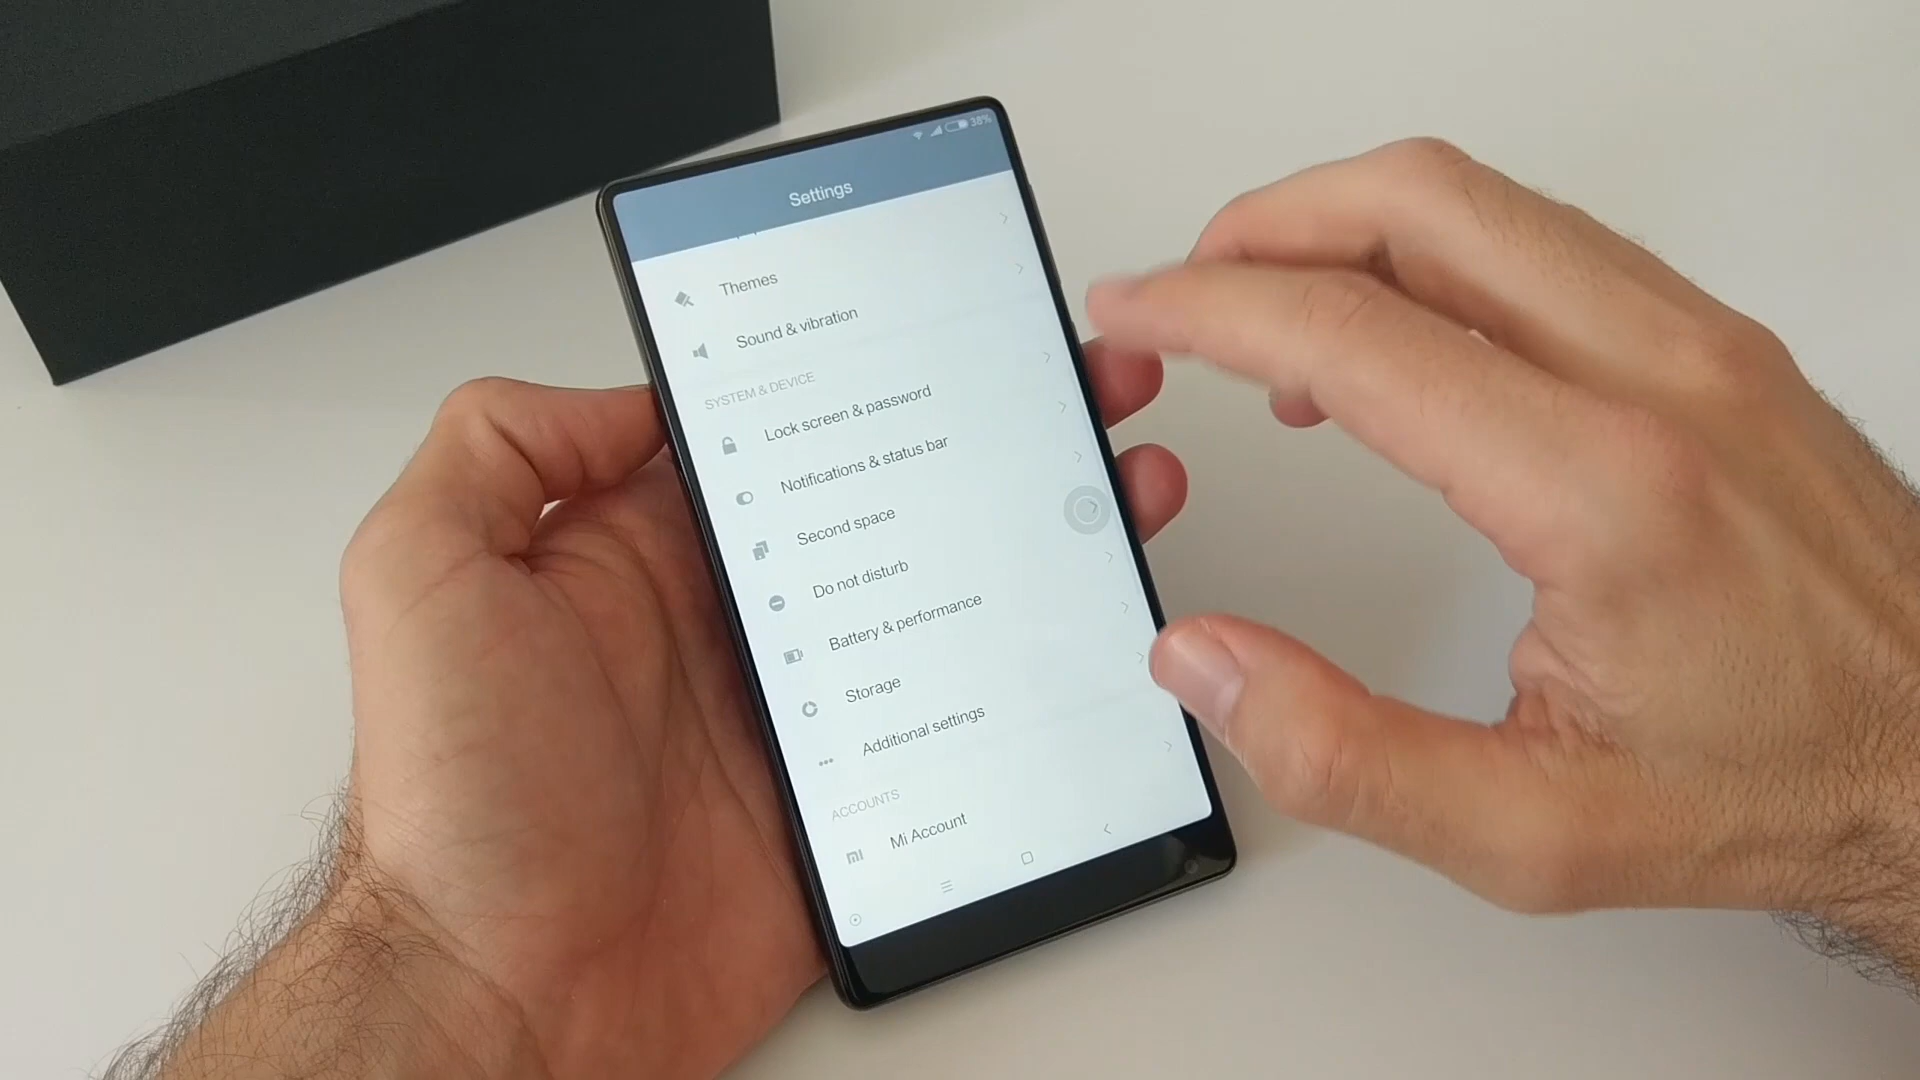 38%
Settings
Themes
Sound & vibration
SYSTEM & DEVICE
Lock screen & password
Notifications & status bar
Second space
Do not disturb
Battery & performance
Storage
Additional settings
ACCOUNTS
mi Mi Account